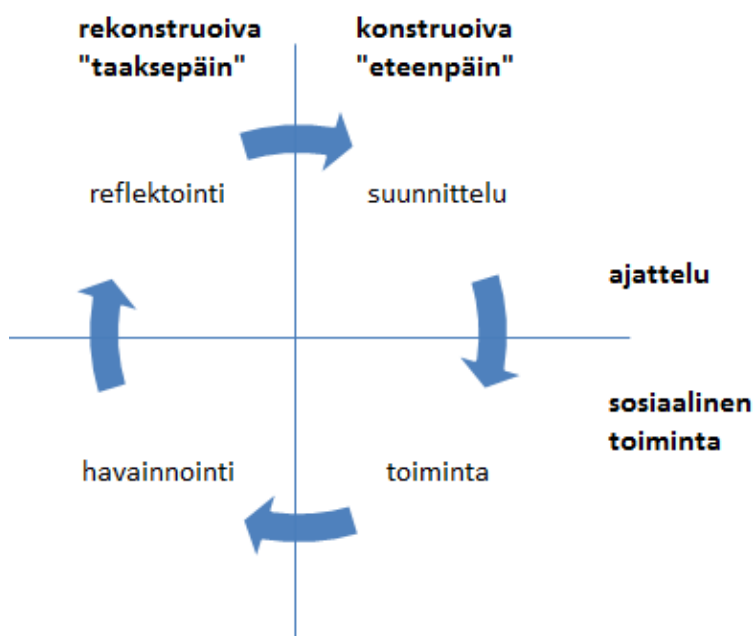 rekonstruoiva
"taaksepäin"
konstruoiva
"eteenpäin"
reflektointi
suunnittelu
ajattelu
sosiaalinen
toiminta
havainnointi
toiminta